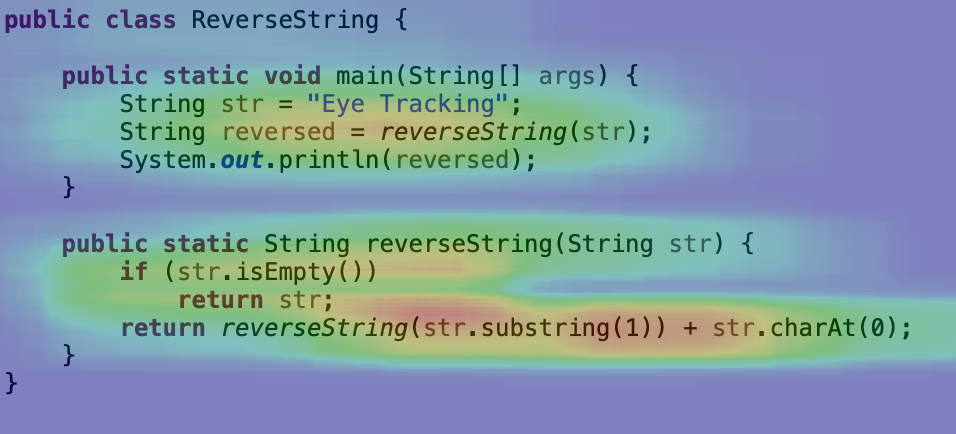 public class ReverseString {
public static void main(String[] args) {
String str = "Eye Tracking";
String reversed = reverseString(str);
System.out.println(reversed);
}
public static String reverseString(String str) {
if (str.isEmpty())
return str;
return reverseString(str.substring(1)) + str.charAt(0);
}
}